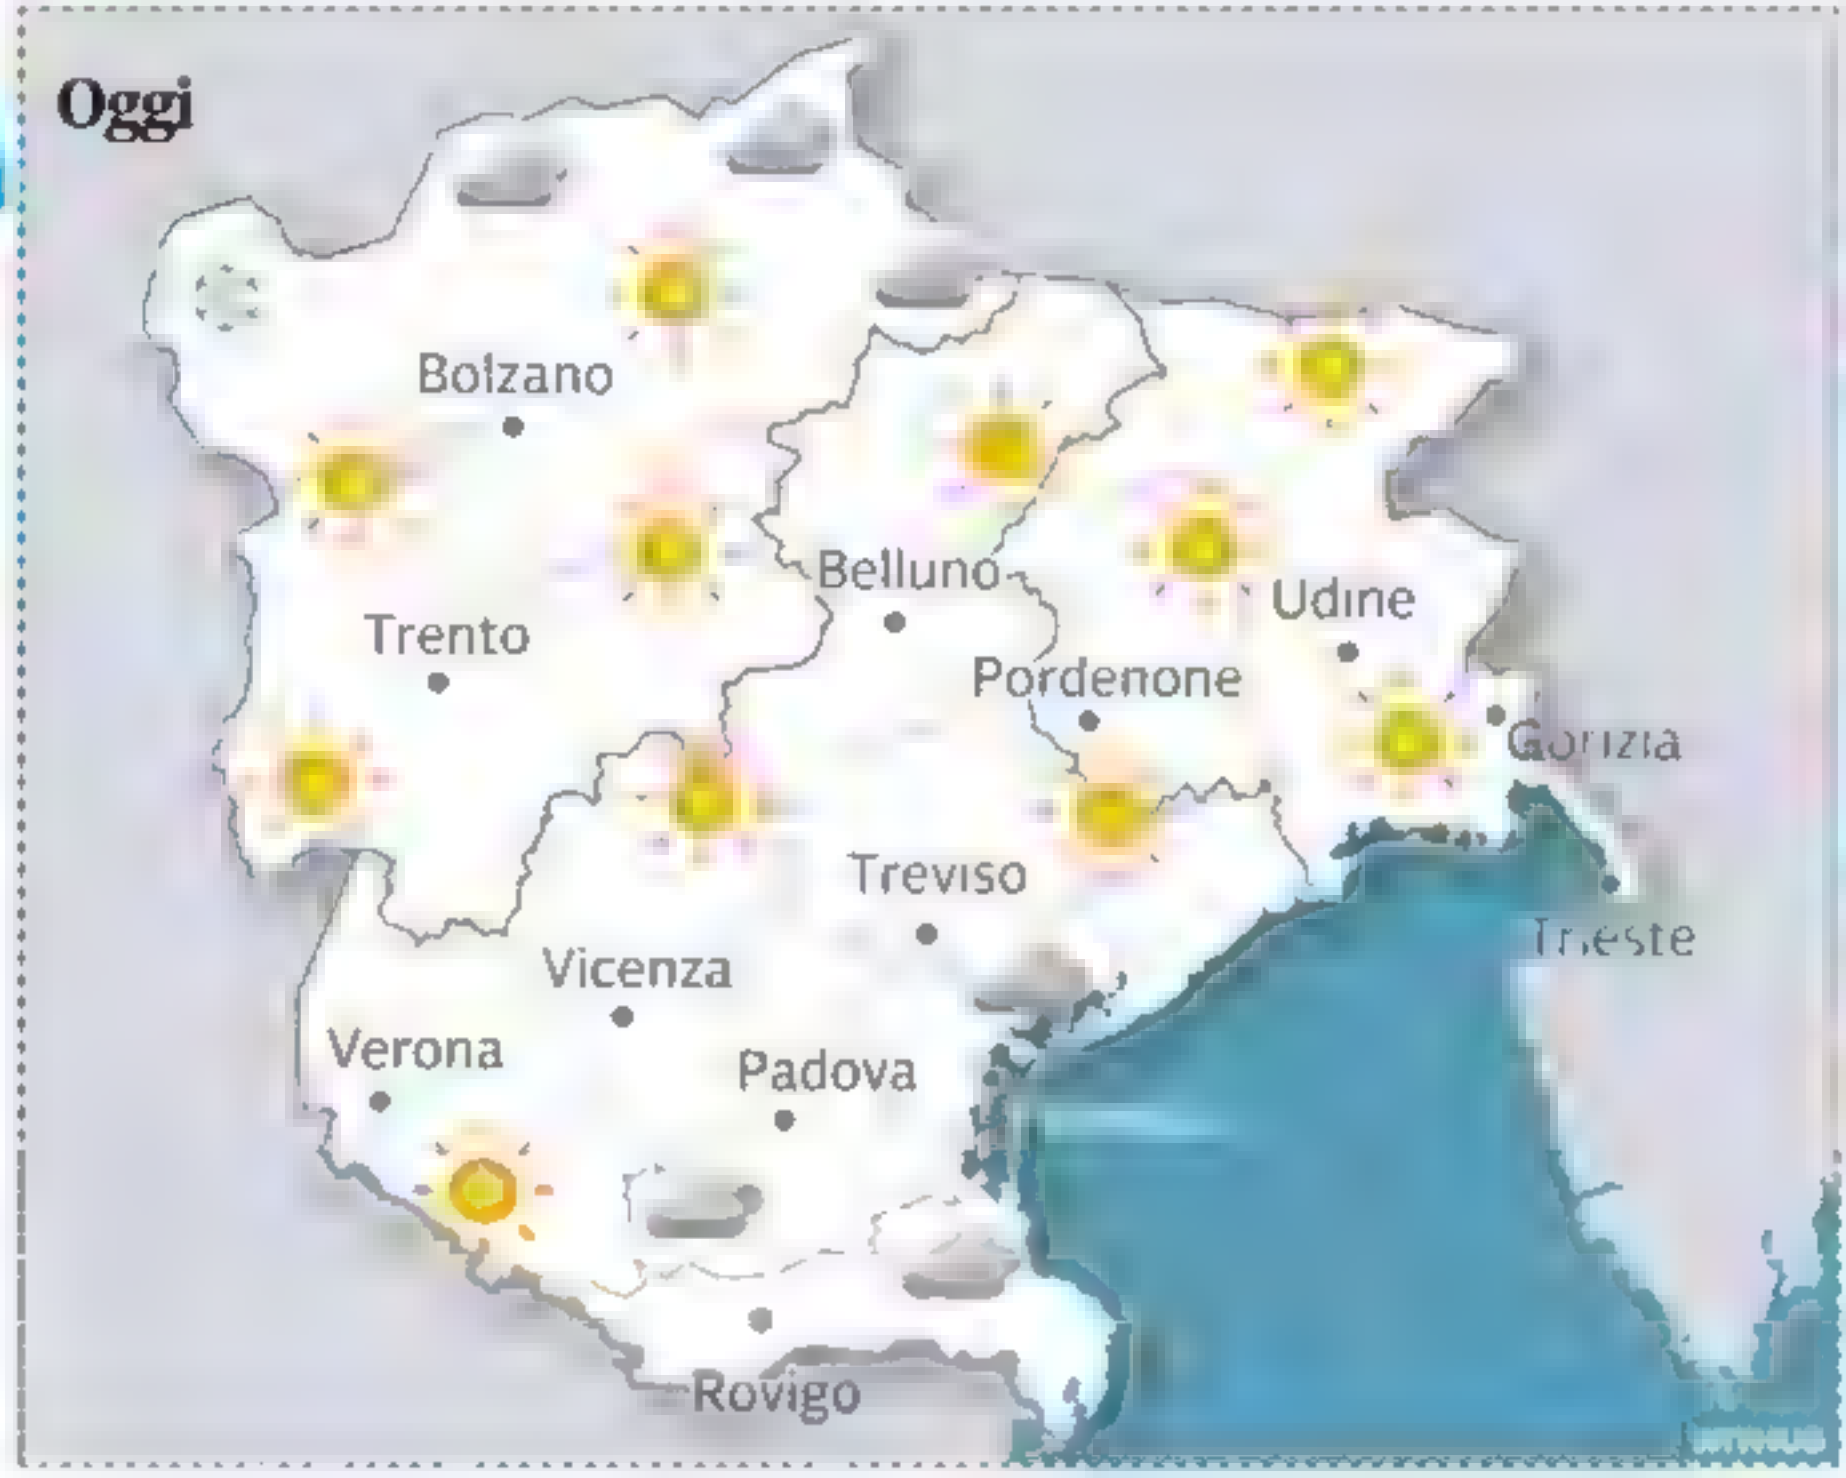 Oggi
Bolzano
Belluno
Udine
Trento
Pordenone
Gorizia
Treviso
Trieste
Vicenza
Verona
Padova
Rovigo